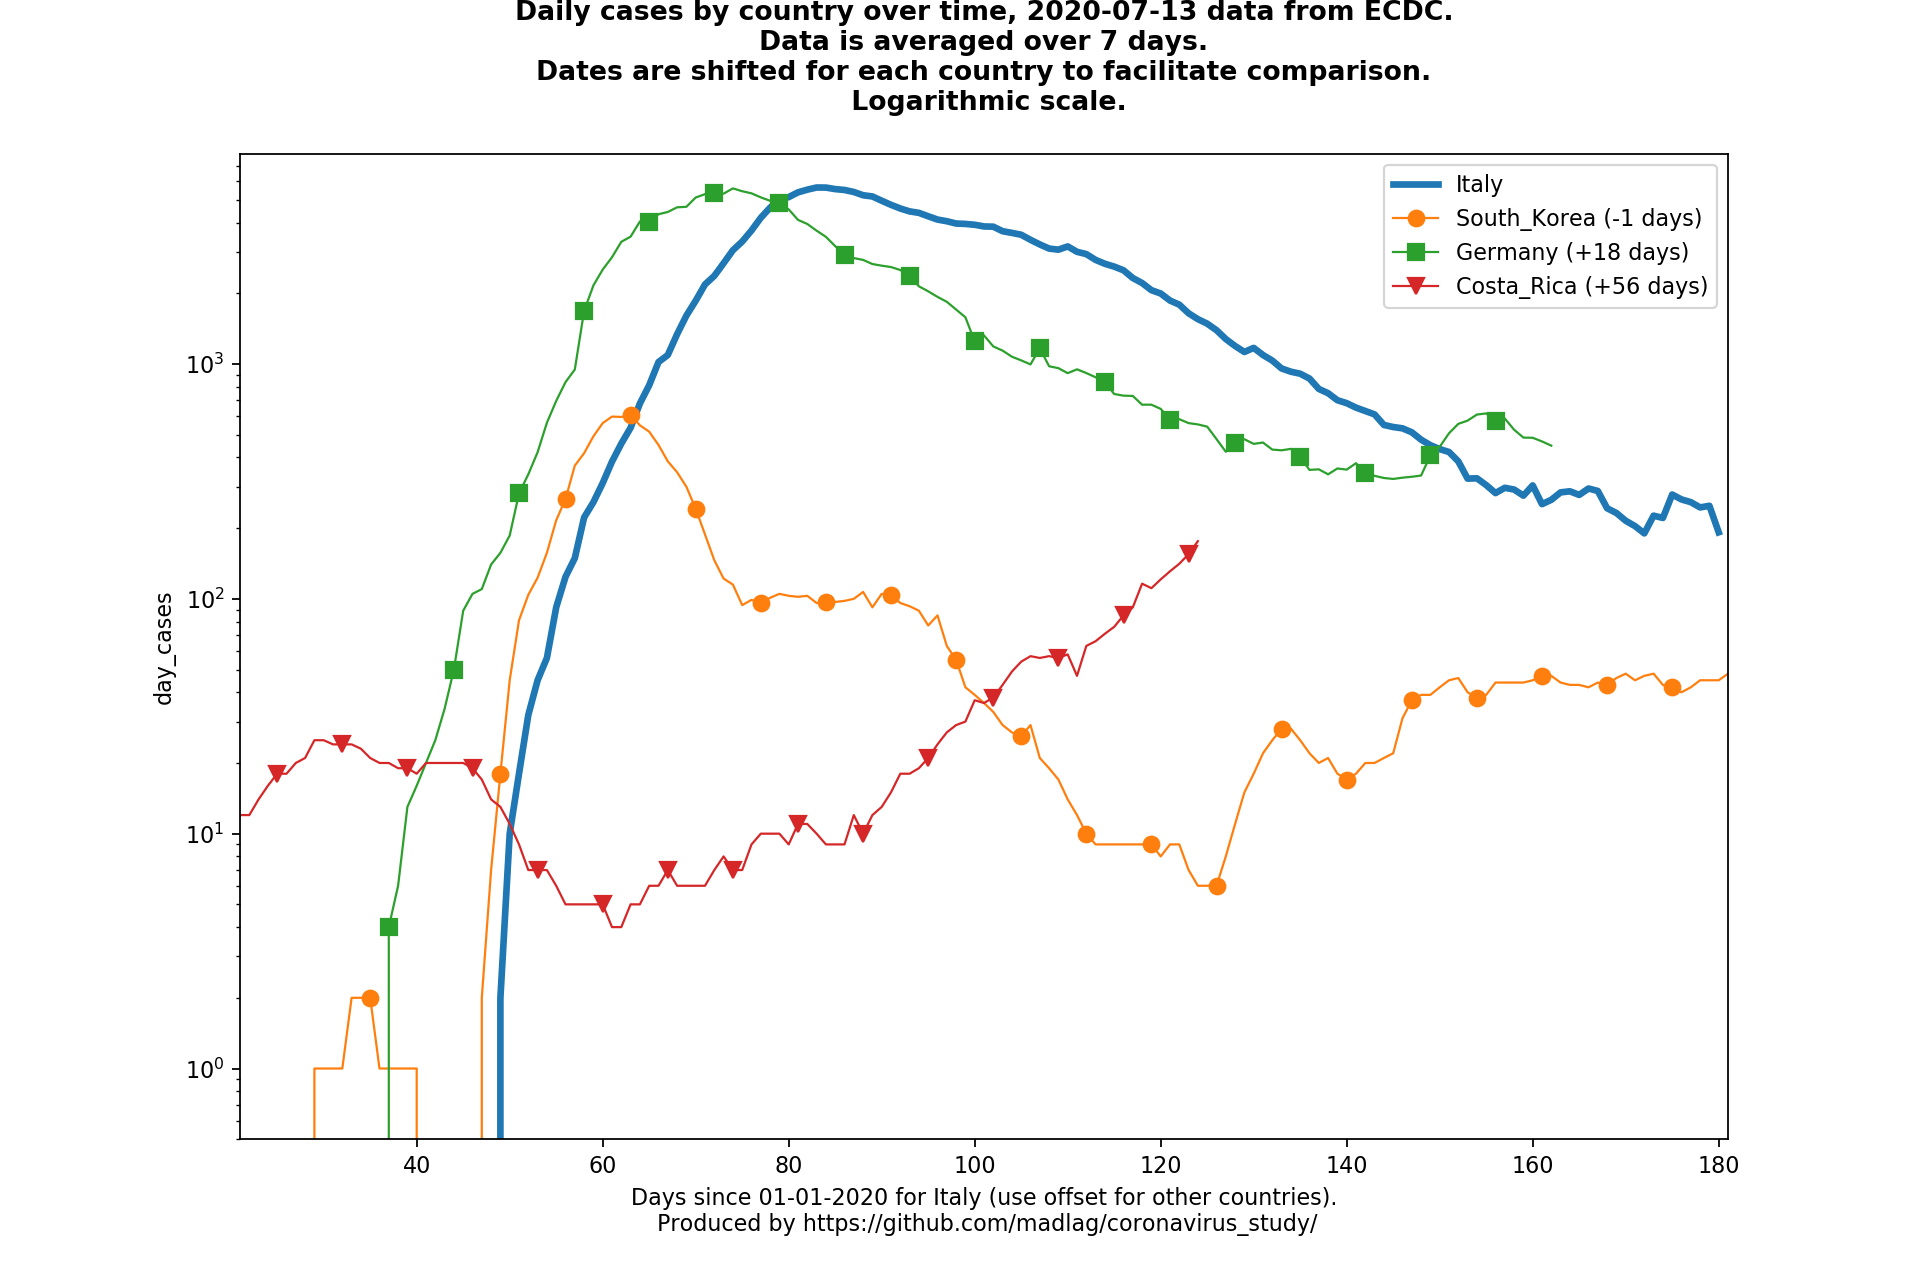 Daily cases by country over time, 2020-07-13 data from ECDC.
Data is averaged over 7 days.
Dates are shifted for each country to facilitate comparison.
Logarithmic scale.
Italy
South_Korea (-1 days)
Germany (+18 days)
Costa_Rica (+56 days)
day_cases
10³
10²
10¹
10⁰
40 60 80 100 120 140 160 180
Days since 01-01-2020 for Italy (use offset for other countries).
Produced by https://github.com/madlag/coronavirus_study/